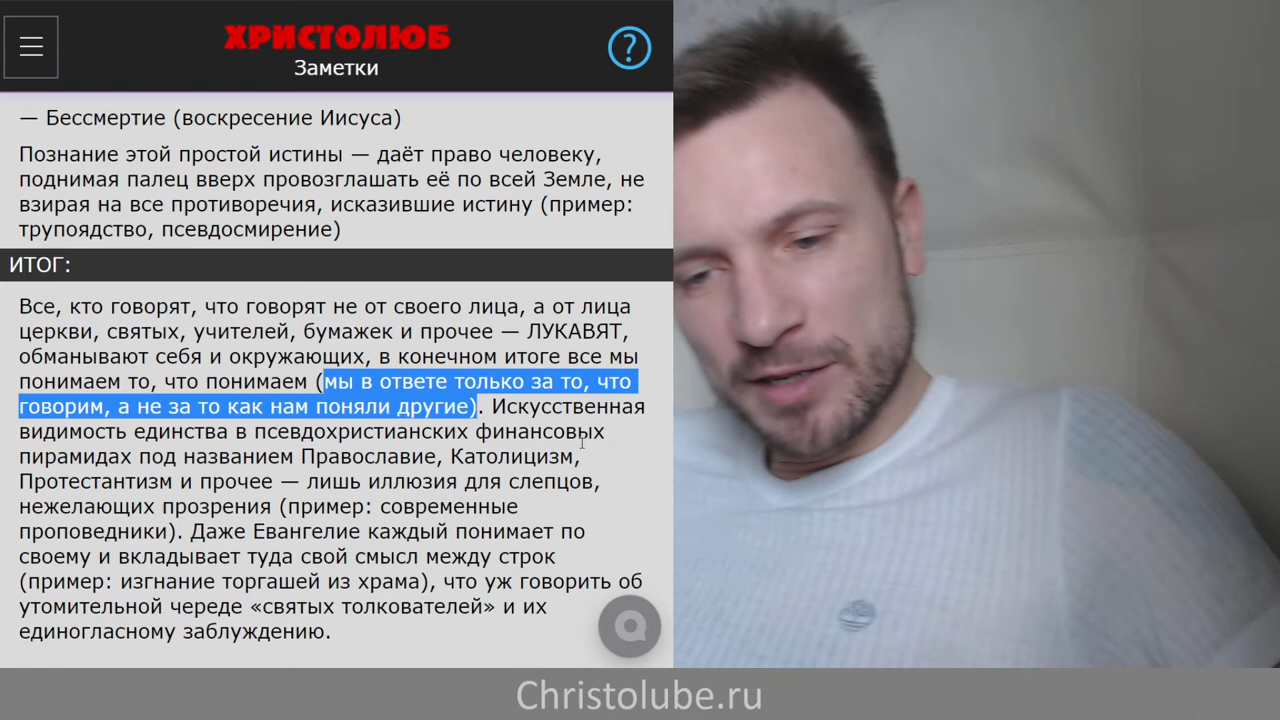 ХРИСТОЛЮБ
Заметки
?
— Бессмертие (воскресение Иисуса)
Познание этой простой истины — даёт право человеку,
поднимая палец вверх провозглашать её по всей Земле, не
взирая на все противоречия, исказившие истину (пример:
трупоядство, псевдосмирение)
ИТОГ:
Все, кто говорят, что говорят не от своего лица, а от лица
церкви, святых, учителей, бумажек и прочее — ЛУКАВЯТ,
обманывают себя и окружающих, в конечном итоге все мы
понимаем то, что понимаем (мы в ответе только за то, что
говорим, а не за то как нам поняли другие). Искусственная
видимость единства в псевдохристианских финансовых
пирамидах под названием Православие, Католицизм,
Протестантизм и прочее — лишь иллюзия для слепцов,
нежелающих прозрения (пример: современные
проповедники). Даже Евангелие каждый понимает по
своему и вкладывает туда свой смысл между строк
(пример: изгнание торгашей из храма), что уж говорить об
утомительной череде «святых толкователей» и их
единогласному заблуждению.
Christolube.ru